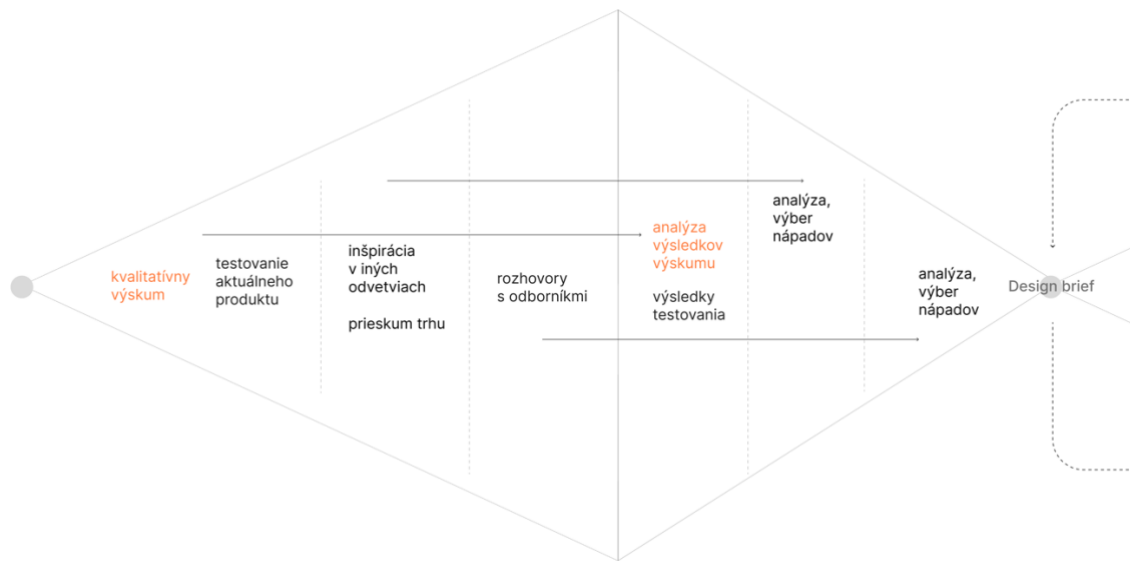 kvalitatívny
výskum
testovanie
aktuálneho
produktu
inšpirácia
v iných
odvetviach
prieskum trhu
rozhovory
s odborníkmi
analýza
výsledkov
výskumu
výsledky
testovania
analýza,
výber
nápadov
analýza,
výber
nápadov
Design brief